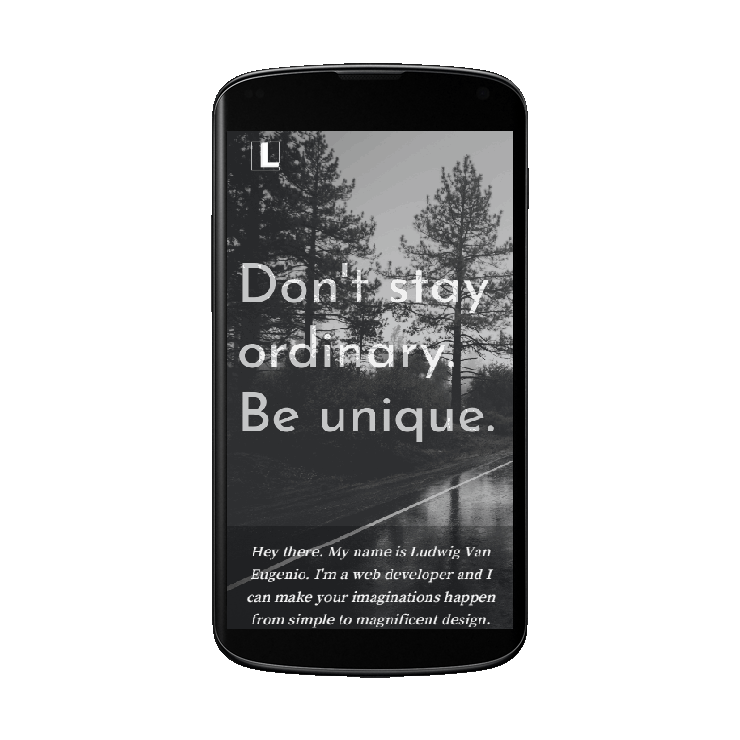 L
Don't stay
ordinary.
Be unique.
Hey there. My name is Ludwig Van
Eugenio. I'm a web developer and I
can make your imaginations happen
from simple to magnificent design.